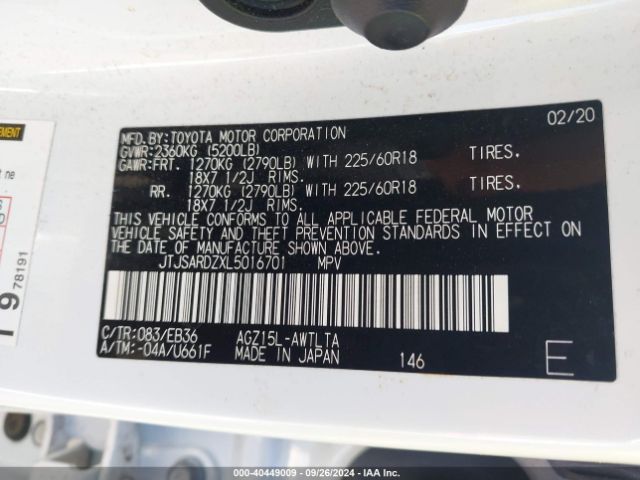 MFD. BY: TOYOTA MOTOR CORPORATION 02/20
GVWR: 2360KG (5200LB)
GAWR: FRT. 1270KG (2790LB) WITH 225/60R18 TIRES.
18X7 1/2J RIMS.
RR. 1270KG (2790LB) WITH 225/60R18 TIRES.
18X7 1/2J RIMS.
THIS VEHICLE CONFORMS TO ALL APPLICABLE FEDERAL MOTOR
VEHICLE SAFETY AND THEFT PREVENTION STANDARDS IN EFFECT ON
THE DATE OF MANUFACTURE SHOWN ABOVE.
JTJSARDZXL5016701 MPV
C/TR: 083/EB36 AGZ15L-AWTLTA
A/TM: -04A/U661F MADE IN JAPAN 146 E
78191
000-40449009 - 09/26/2024 - IAA Inc.